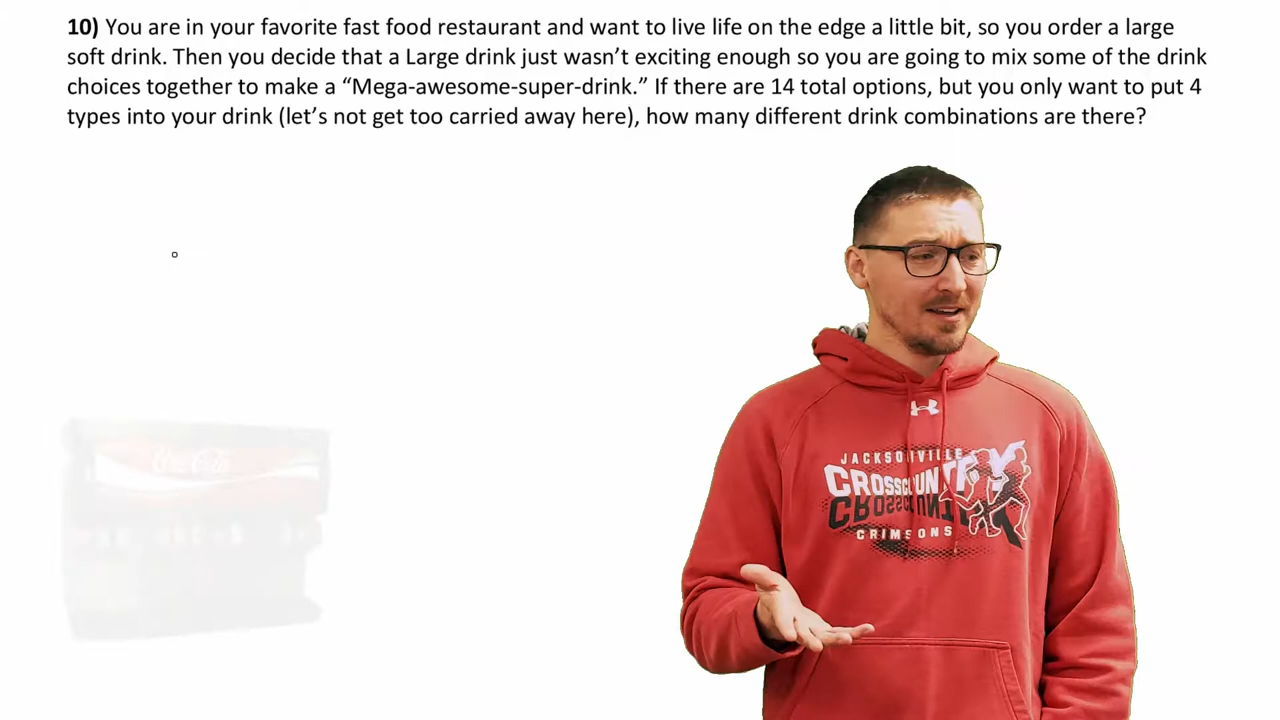 10) You are in your favorite fast food restaurant and want to live life on the edge a little bit, so you order a large
soft drink. Then you decide that a Large drink just wasn’t exciting enough so you are going to mix some of the drink
choices together to make a “Mega-awesome-super-drink.” If there are 14 total options, but you only want to put 4
types into your drink (let’s not get too carried away here), how many different drink combinations are there?
Coca-Cola
JACKSONVILLE
CROSSCOUNTRY
CRIMSONS